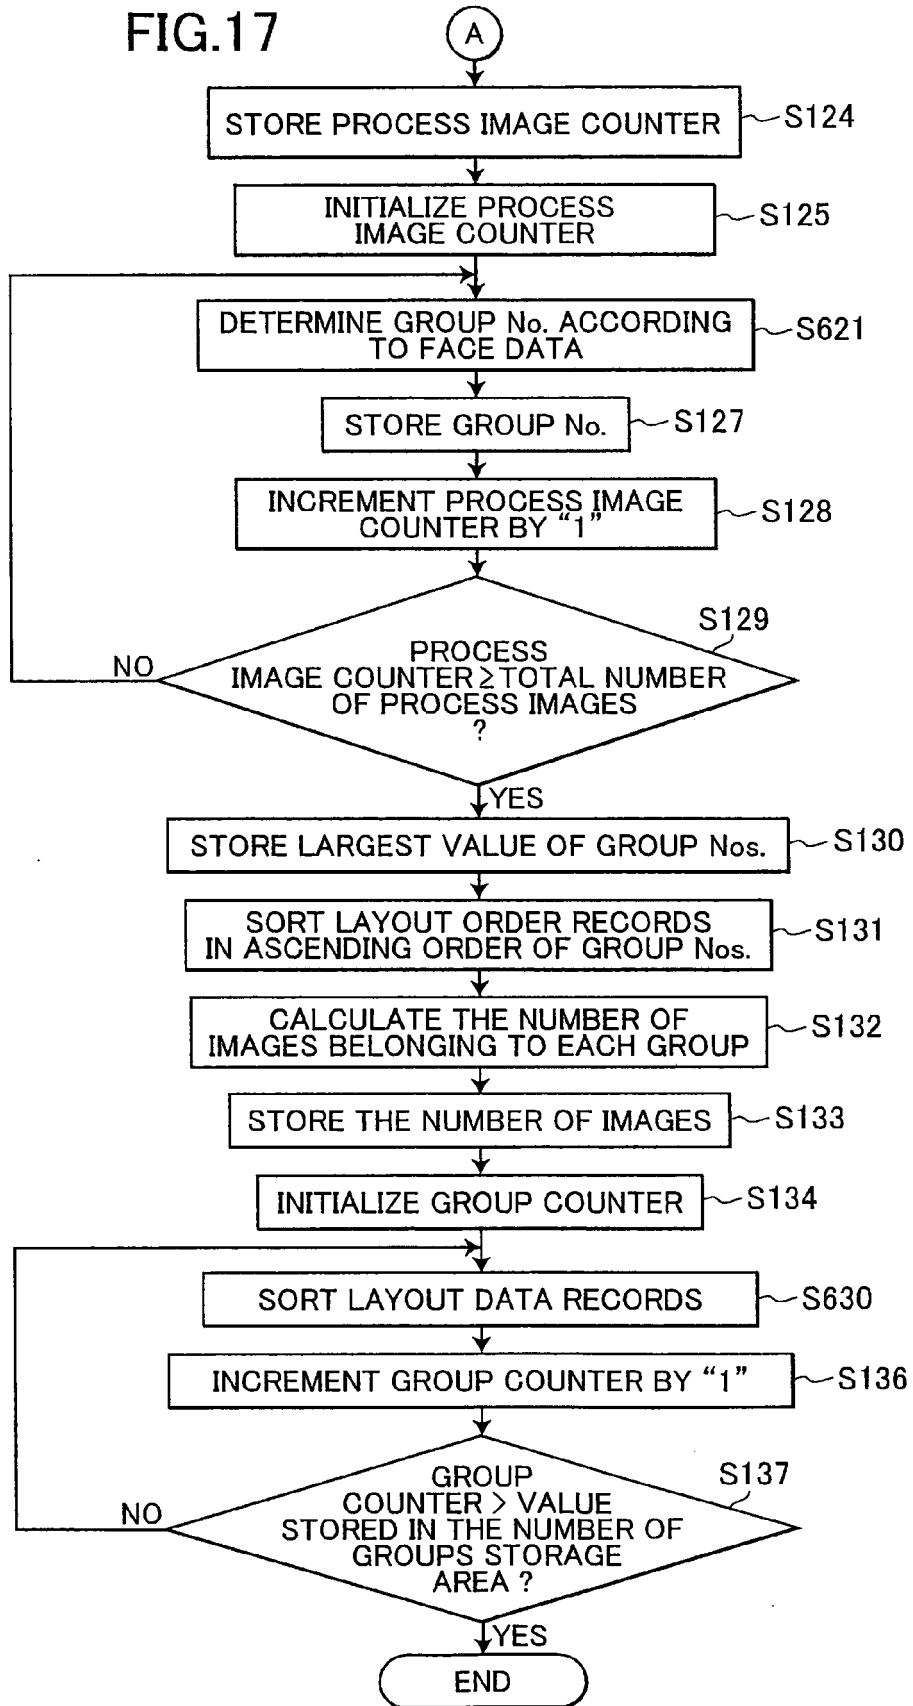 FIG.17
A
STORE PROCESS IMAGE COUNTER
S124
INITIALIZE PROCESS
IMAGE COUNTER
S125
DETERMINE GROUP No. ACCORDING
TO FACE DATA
S621
STORE GROUP No.
S127
INCREMENT PROCESS IMAGE
COUNTER BY “1”
S128
S129
PROCESS
IMAGE COUNTER≧TOTAL NUMBER
OF PROCESS IMAGES
?
NO
YES
STORE LARGEST VALUE OF GROUP Nos.
S130
SORT LAYOUT ORDER RECORDS
IN ASCENDING ORDER OF GROUP Nos.
S131
CALCULATE THE NUMBER OF
IMAGES BELONGING TO EACH GROUP
S132
STORE THE NUMBER OF IMAGES
S133
INITIALIZE GROUP COUNTER
S134
SORT LAYOUT DATA RECORDS
S630
INCREMENT GROUP COUNTER BY “1”
S136
S137
GROUP
COUNTER > VALUE
STORED IN THE NUMBER OF
GROUPS STORAGE
AREA ?
NO
YES
END